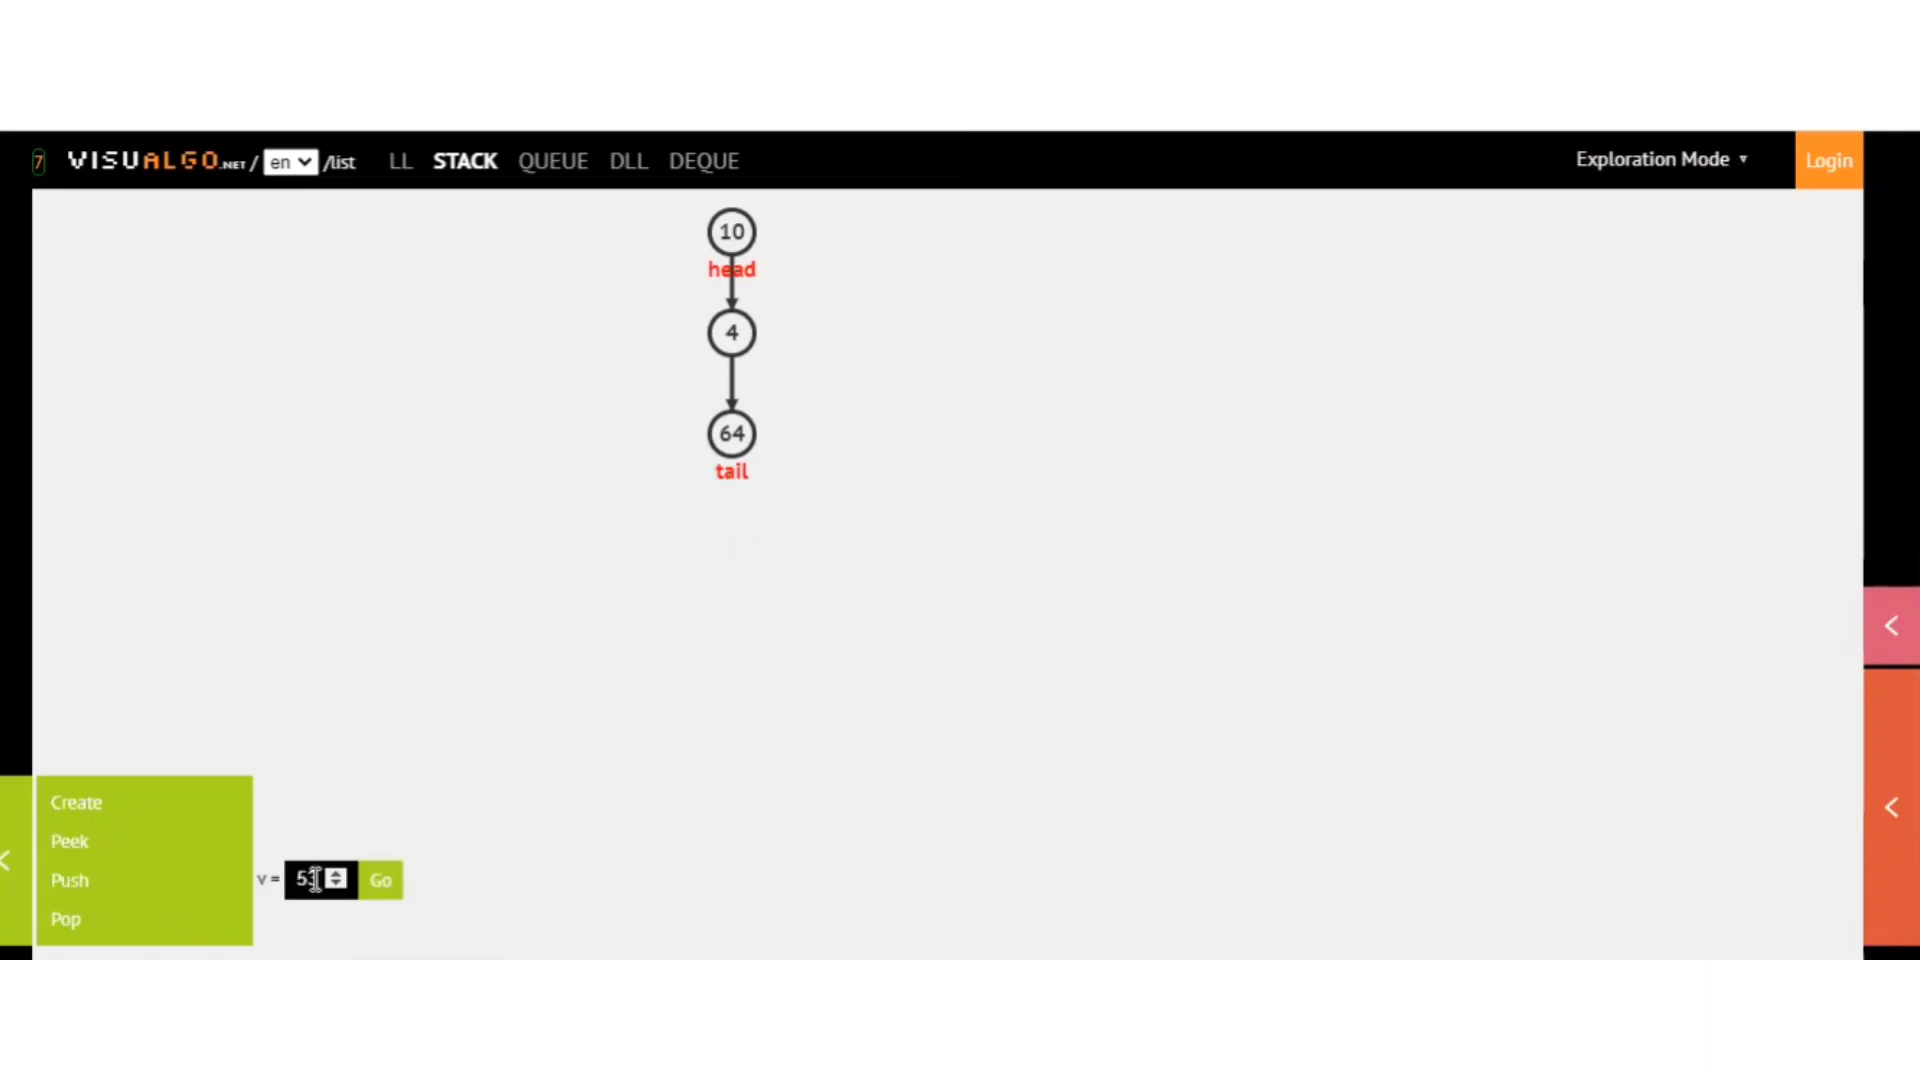 7 VISUALGO.NET / en /list LL STACK QUEUE DLL DEQUE Exploration Mode ▼ Login
10
head
4
64
tail
Create
Peek
Push v = Go
Pop